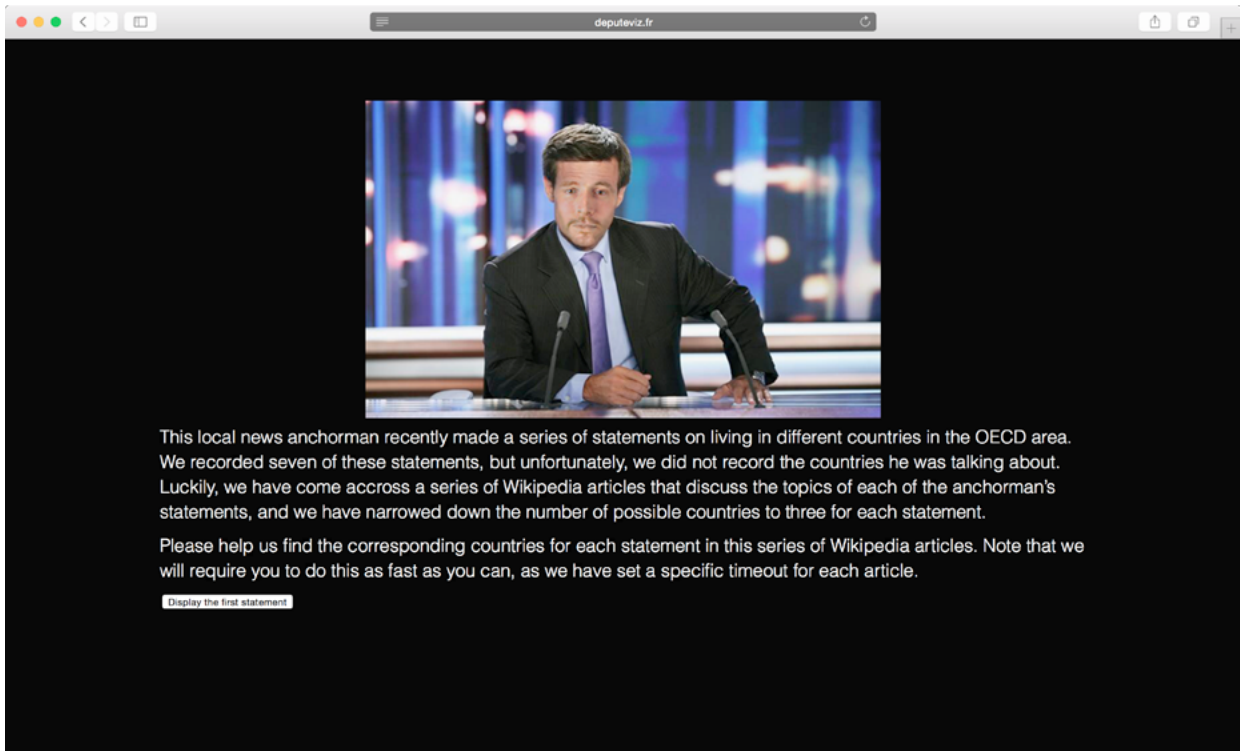 deputeviz.fr
This local news anchorman recently made a series of statements on living in different countries in the OECD area.
We recorded seven of these statements, but unfortunately, we did not record the countries he was talking about.
Luckily, we have come accross a series of Wikipedia articles that discuss the topics of each of the anchorman's
statements, and we have narrowed down the number of possible countries to three for each statement.
Please help us find the corresponding countries for each statement in this series of Wikipedia articles. Note that we
will require you to do this as fast as you can, as we have set a specific timeout for each article.
Display the first statement